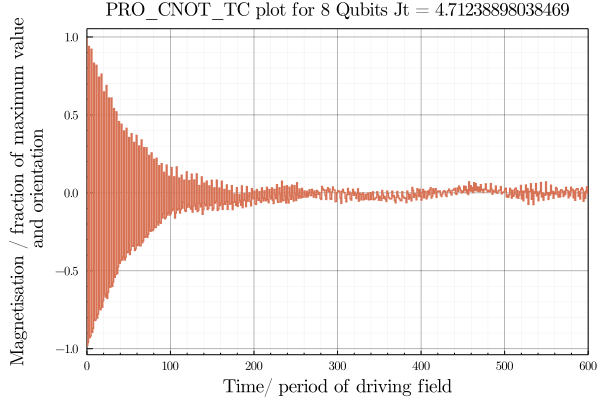 PRO_CNOT_TC plot for 8 Qubits Jt = 4.71238898038469
Magnetisation / fraction of maximum value
and orientation
1.0
0.5
0.0
−0.5
−1.0
0 100 200 300 400 500 600
Time/ period of driving field